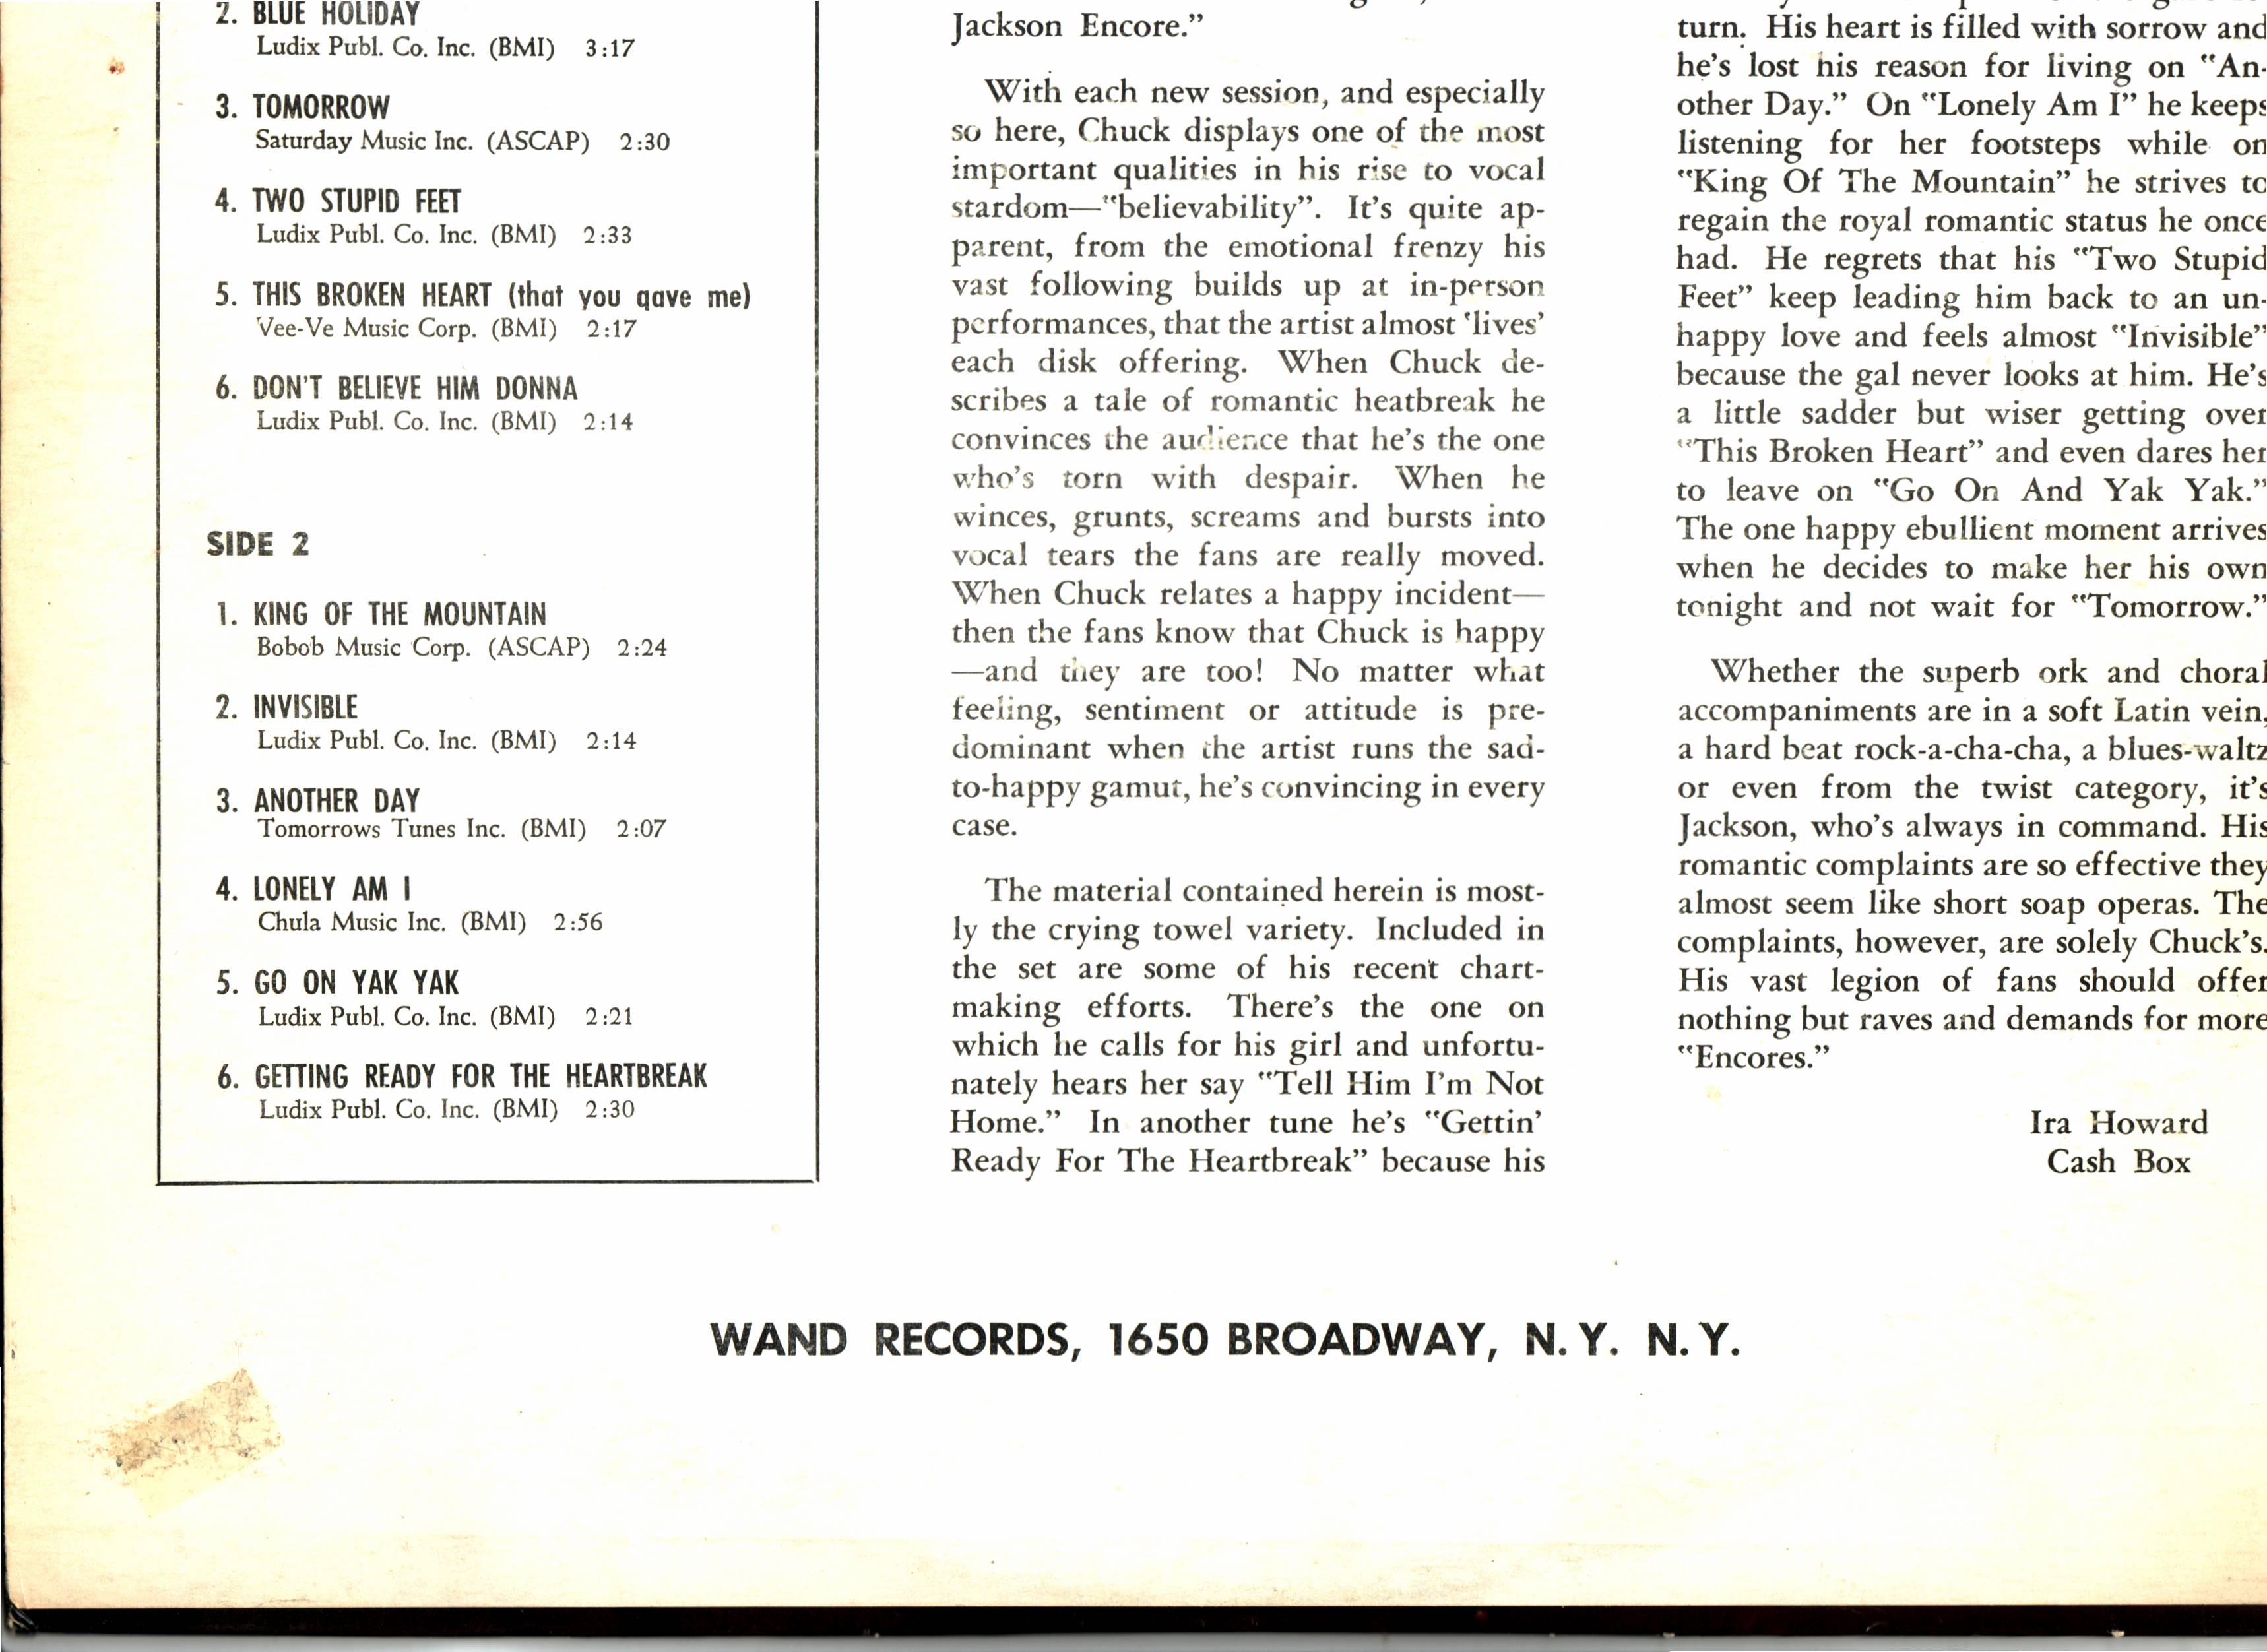 2. BLUE HOLIDAY
Ludix Publ. Co. Inc. (BMI) 3:17
3. TOMORROW
Saturday Music Inc. (ASCAP) 2:30
4. TWO STUPID FEET
Ludix Publ. Co. Inc. (BMI) 2:33
5. THIS BROKEN HEART (that you gave me)
Vee-Ve Music Corp. (BMI) 2:17
6. DON'T BELIEVE HIM DONNA
Ludix Publ. Co. Inc. (BMI) 2:14
SIDE 2
1. KING OF THE MOUNTAIN
Bobob Music Corp. (ASCAP) 2:24
2. INVISIBLE
Ludix Publ. Co. Inc. (BMI) 2:14
3. ANOTHER DAY
Tomorrows Tunes Inc. (BMI) 2:07
4. LONELY AM I
Chula Music Inc. (BMI) 2:56
5. GO ON YAK YAK
Ludix Publ. Co. Inc. (BMI) 2:21
6. GETTING READY FOR THE HEARTBREAK
Ludix Publ. Co. Inc. (BMI) 2:30
Jackson Encore.”
With each new session, and especially
so here, Chuck displays one of the most
important qualities in his rise to vocal
stardom—“believability”. It's quite ap-
parent, from the emotional frenzy his
vast following builds up at in-person
performances, that the artist almost ‘lives’
each disk offering. When Chuck de-
scribes a tale of romantic heatbreak he
convinces the audience that he's the one
who's torn with despair. When he
winces, grunts, screams and bursts into
vocal tears the fans are really moved.
When Chuck relates a happy incident—
then the fans know that Chuck is happy
—and they are too! No matter what
feeling, sentiment or attitude is pre-
dominant when the artist runs the sad-
to-happy gamut, he's convincing in every
case.
The material contained herein is most-
ly the crying towel variety. Included in
the set are some of his recent chart-
making efforts. There's the one on
which he calls for his girl and unfortu-
nately hears her say “Tell Him I'm Not
Home.” In another tune he's “Gettin'
Ready For The Heartbreak” because his
turn. His heart is filled with sorrow and
he's lost his reason for living on “An-
other Day.” On “Lonely Am I” he keeps
listening for her footsteps while on
“King Of The Mountain” he strives to
regain the royal romantic status he once
had. He regrets that his “Two Stupid
Feet” keep leading him back to an un-
happy love and feels almost “Invisible”
because the gal never looks at him. He's
a little sadder but wiser getting over
“This Broken Heart” and even dares her
to leave on “Go On And Yak Yak.”
The one happy ebullient moment arrives
when he decides to make her his own
tonight and not wait for “Tomorrow.”
Whether the superb ork and choral
accompaniments are in a soft Latin vein,
a hard beat rock-a-cha-cha, a blues-waltz
or even from the twist category, it's
Jackson, who's always in command. His
romantic complaints are so effective they
almost seem like short soap operas. The
complaints, however, are solely Chuck's.
His vast legion of fans should offer
nothing but raves and demands for more
“Encores.”
Ira Howard
Cash Box
WAND RECORDS, 1650 BROADWAY, N.Y. N.Y.